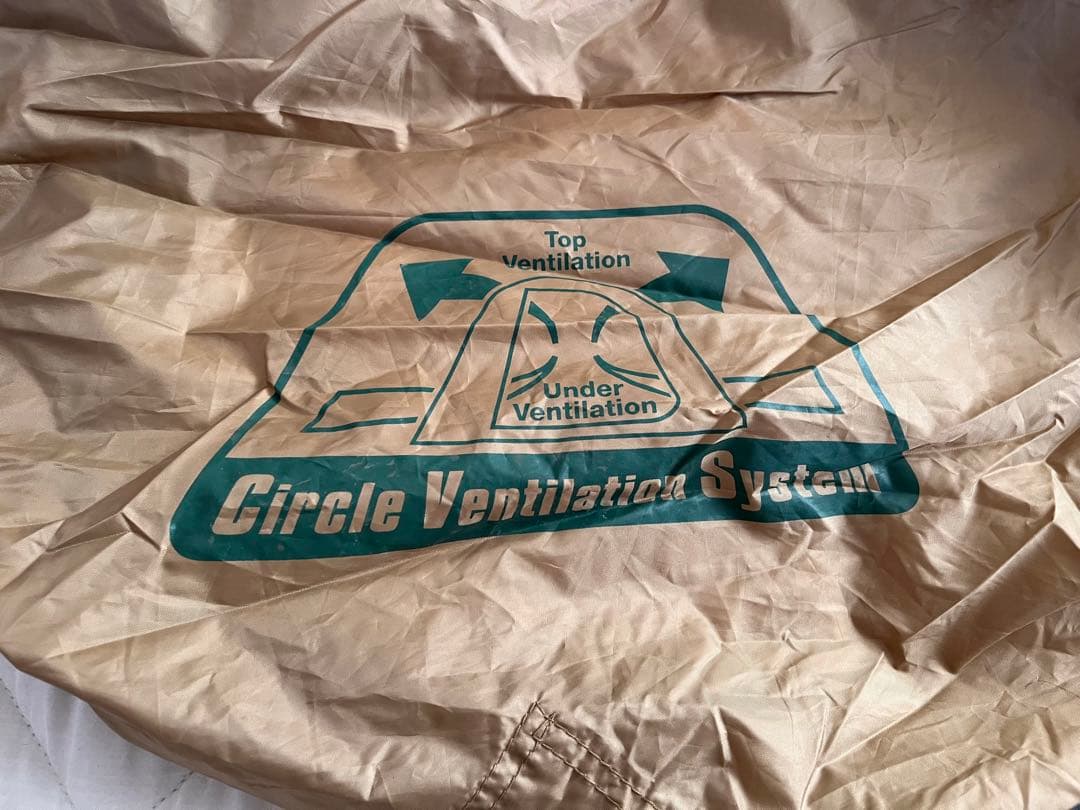 Top
Ventilation
Under
Ventilation
Circle Ventilation System